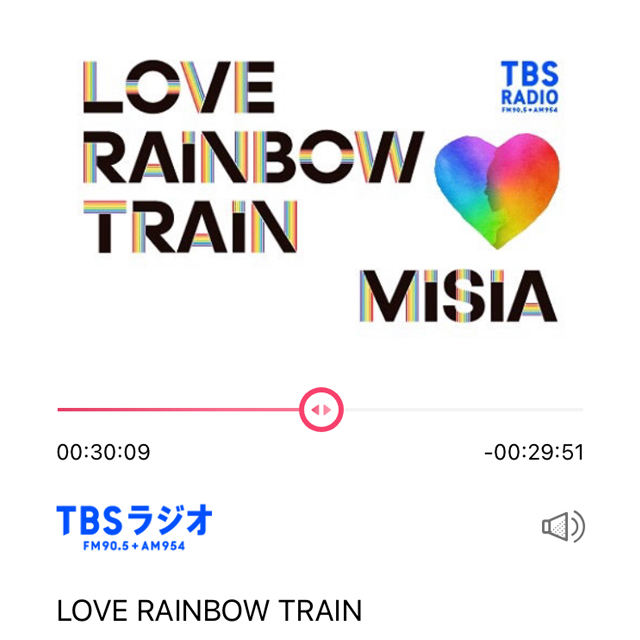 LOVE
RAINBOW
TRAIN
TBS
RADIO
FM90.5+AM954
MISIA
00:30:09
-00:29:51
TBSラジオ
FM90.5+AM954
LOVE RAINBOW TRAIN